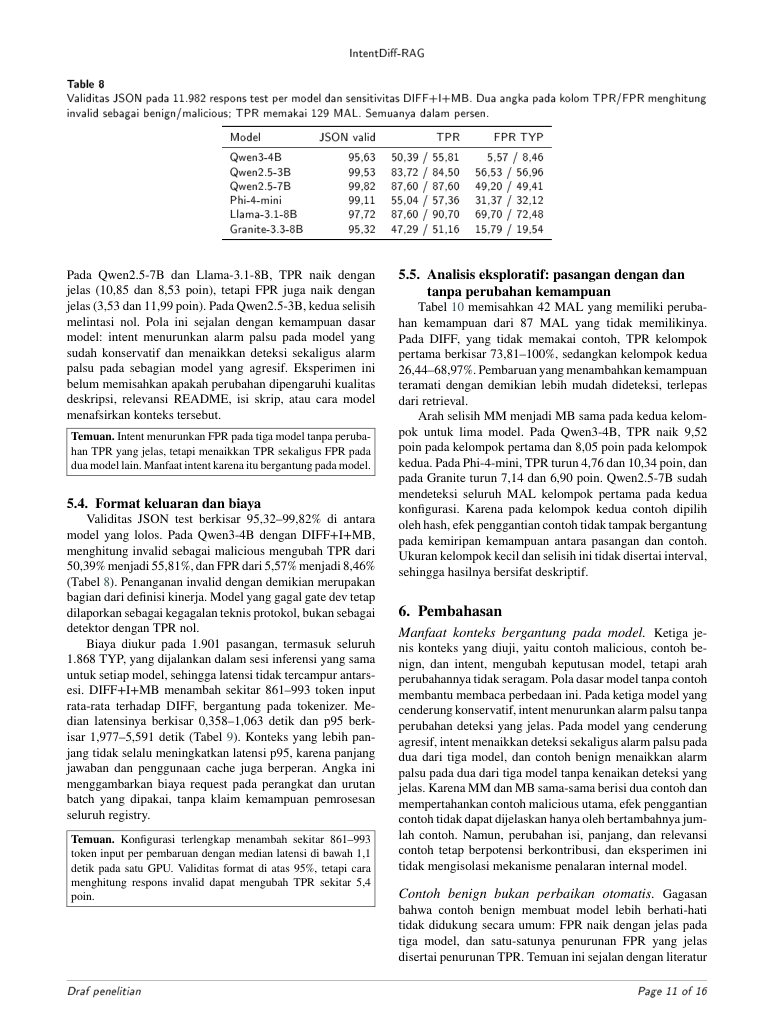 IntentDiff-RAG
Table 8
Validitas JSON pada 11.982 respons test per model dan sensitivitas DIFF+I+MB. Dua angka pada kolom TPR/FPR menghitung
invalid sebagai benign/malicious; TPR memakai 129 MAL. Semuanya dalam persen.
Model JSON valid TPR FPR TYP
Qwen3-4B 95,63 50,39 / 55,81 5,57 / 8,46
Qwen2.5-3B 99,53 83,72 / 84,50 56,53 / 56,96
Qwen2.5-7B 99,82 87,60 / 87,60 49,20 / 49,41
Phi-4-mini 99,11 55,04 / 57,36 31,37 / 32,12
Llama-3.1-8B 97,72 87,60 / 90,70 69,70 / 72,48
Granite-3.3-8B 95,32 47,29 / 51,16 15,79 / 19,54
Pada Qwen2.5-7B dan Llama-3.1-8B, TPR naik dengan
jelas (10,85 dan 8,53 poin), tetapi FPR juga naik dengan
jelas (3,53 dan 11,99 poin). Pada Qwen2.5-3B, kedua selisih
melintasi nol. Pola ini sejalan dengan kemampuan dasar
model: intent menurunkan alarm palsu pada model yang
sudah konservatif dan menaikkan deteksi sekaligus alarm
palsu pada sebagian model yang agresif. Eksperimen ini
belum memisahkan apakah perubahan dipengaruhi kualitas
deskripsi, relevansi README, isi skrip, atau cara model
menafsirkan konteks tersebut.
Temuan. Intent menurunkan FPR pada tiga model tanpa peruba-
han TPR yang jelas, tetapi menaikkan TPR sekaligus FPR pada
dua model lain. Manfaat intent karena itu bergantung pada model.
5.4. Format keluaran dan biaya
Validitas JSON test berkisar 95,32–99,82% di antara
model yang lolos. Pada Qwen3-4B dengan DIFF+I+MB,
menghitung invalid sebagai malicious mengubah TPR dari
50,39% menjadi 55,81%, dan FPR dari 5,57% menjadi 8,46%
(Tabel 8). Penanganan invalid dengan demikian merupakan
bagian dari definisi kinerja. Model yang gagal gate dev tetap
dilaporkan sebagai kegagalan teknis protokol, bukan sebagai
detektor dengan TPR nol.
Biaya diukur pada 1.901 pasangan, termasuk seluruh
1.868 TYP, yang dijalankan dalam sesi inferensi yang sama
untuk setiap model, sehingga latensi tidak tercampur antars-
esi. DIFF+I+MB menambah sekitar 861–993 token input
rata-rata terhadap DIFF, bergantung pada tokenizer. Me-
dian latensinya berkisar 0,358–1,063 detik dan p95 berk-
isar 1,977–5,591 detik (Tabel 9). Konteks yang lebih pan-
jang tidak selalu meningkatkan latensi p95, karena panjang
jawaban dan penggunaan cache juga berperan. Angka ini
menggambarkan biaya request pada perangkat dan urutan
batch yang dipakai, tanpa klaim kemampuan pemrosesan
seluruh registry.
Temuan. Konfigurasi terlengkap menambah sekitar 861–993
token input per pembaruan dengan median latensi di bawah 1,1
detik pada satu GPU. Validitas format di atas 95%, tetapi cara
menghitung respons invalid dapat mengubah TPR sekitar 5,4
poin.
5.5. Analisis eksploratif: pasangan dengan dan
tanpa perubahan kemampuan
Tabel 10 memisahkan 42 MAL yang memiliki peruba-
han kemampuan dari 87 MAL yang tidak memilikinya.
Pada DIFF, yang tidak memakai contoh, TPR kelompok
pertama berkisar 73,81–100%, sedangkan kelompok kedua
26,44–68,97%. Pembaruan yang menambahkan kemampuan
teramati dengan demikian lebih mudah dideteksi, terlepas
dari retrieval.
Arah selisih MM menjadi MB sama pada kedua kelom-
pok untuk lima model. Pada Qwen3-4B, TPR naik 9,52
poin pada kelompok pertama dan 8,05 poin pada kelompok
kedua. Pada Phi-4-mini, TPR turun 4,76 dan 10,34 poin, dan
pada Granite turun 7,14 dan 6,90 poin. Qwen2.5-7B sudah
mendeteksi seluruh MAL kelompok pertama pada kedua
konfigurasi. Karena pada kelompok kedua contoh dipilih
oleh hash, efek penggantian contoh tidak tampak bergantung
pada kemiripan kemampuan antara pasangan dan contoh.
Ukuran kelompok kecil dan selisih ini tidak disertai interval,
sehingga hasilnya bersifat deskriptif.
6. Pembahasan
Manfaat konteks bergantung pada model. Ketiga je-
nis konteks yang diuji, yaitu contoh malicious, contoh be-
nign, dan intent, mengubah keputusan model, tetapi arah
perubahannya tidak seragam. Pola dasar model tanpa contoh
membantu membaca perbedaan ini. Pada ketiga model yang
cenderung konservatif, intent menurunkan alarm palsu tanpa
perubahan deteksi yang jelas. Pada model yang cenderung
agresif, intent menaikkan deteksi sekaligus alarm palsu pada
dua dari tiga model, dan contoh benign menaikkan alarm
palsu pada dua dari tiga model tanpa kenaikan deteksi yang
jelas. Karena MM dan MB sama-sama berisi dua contoh dan
mempertahankan contoh malicious utama, efek penggantian
contoh tidak dapat dijelaskan hanya oleh bertambahnya jum-
lah contoh. Namun, perubahan isi, panjang, dan relevansi
contoh tetap berpotensi berkontribusi, dan eksperimen ini
tidak mengisolasi mekanisme penalaran internal model.
Contoh benign bukan perbaikan otomatis. Gagasan
bahwa contoh benign membuat model lebih berhati-hati
tidak didukung secara umum: FPR naik dengan jelas pada
tiga model, dan satu-satunya penurunan FPR yang jelas
disertai penurunan TPR. Temuan ini sejalan dengan literatur
Draf penelitian
Page 11 of 16